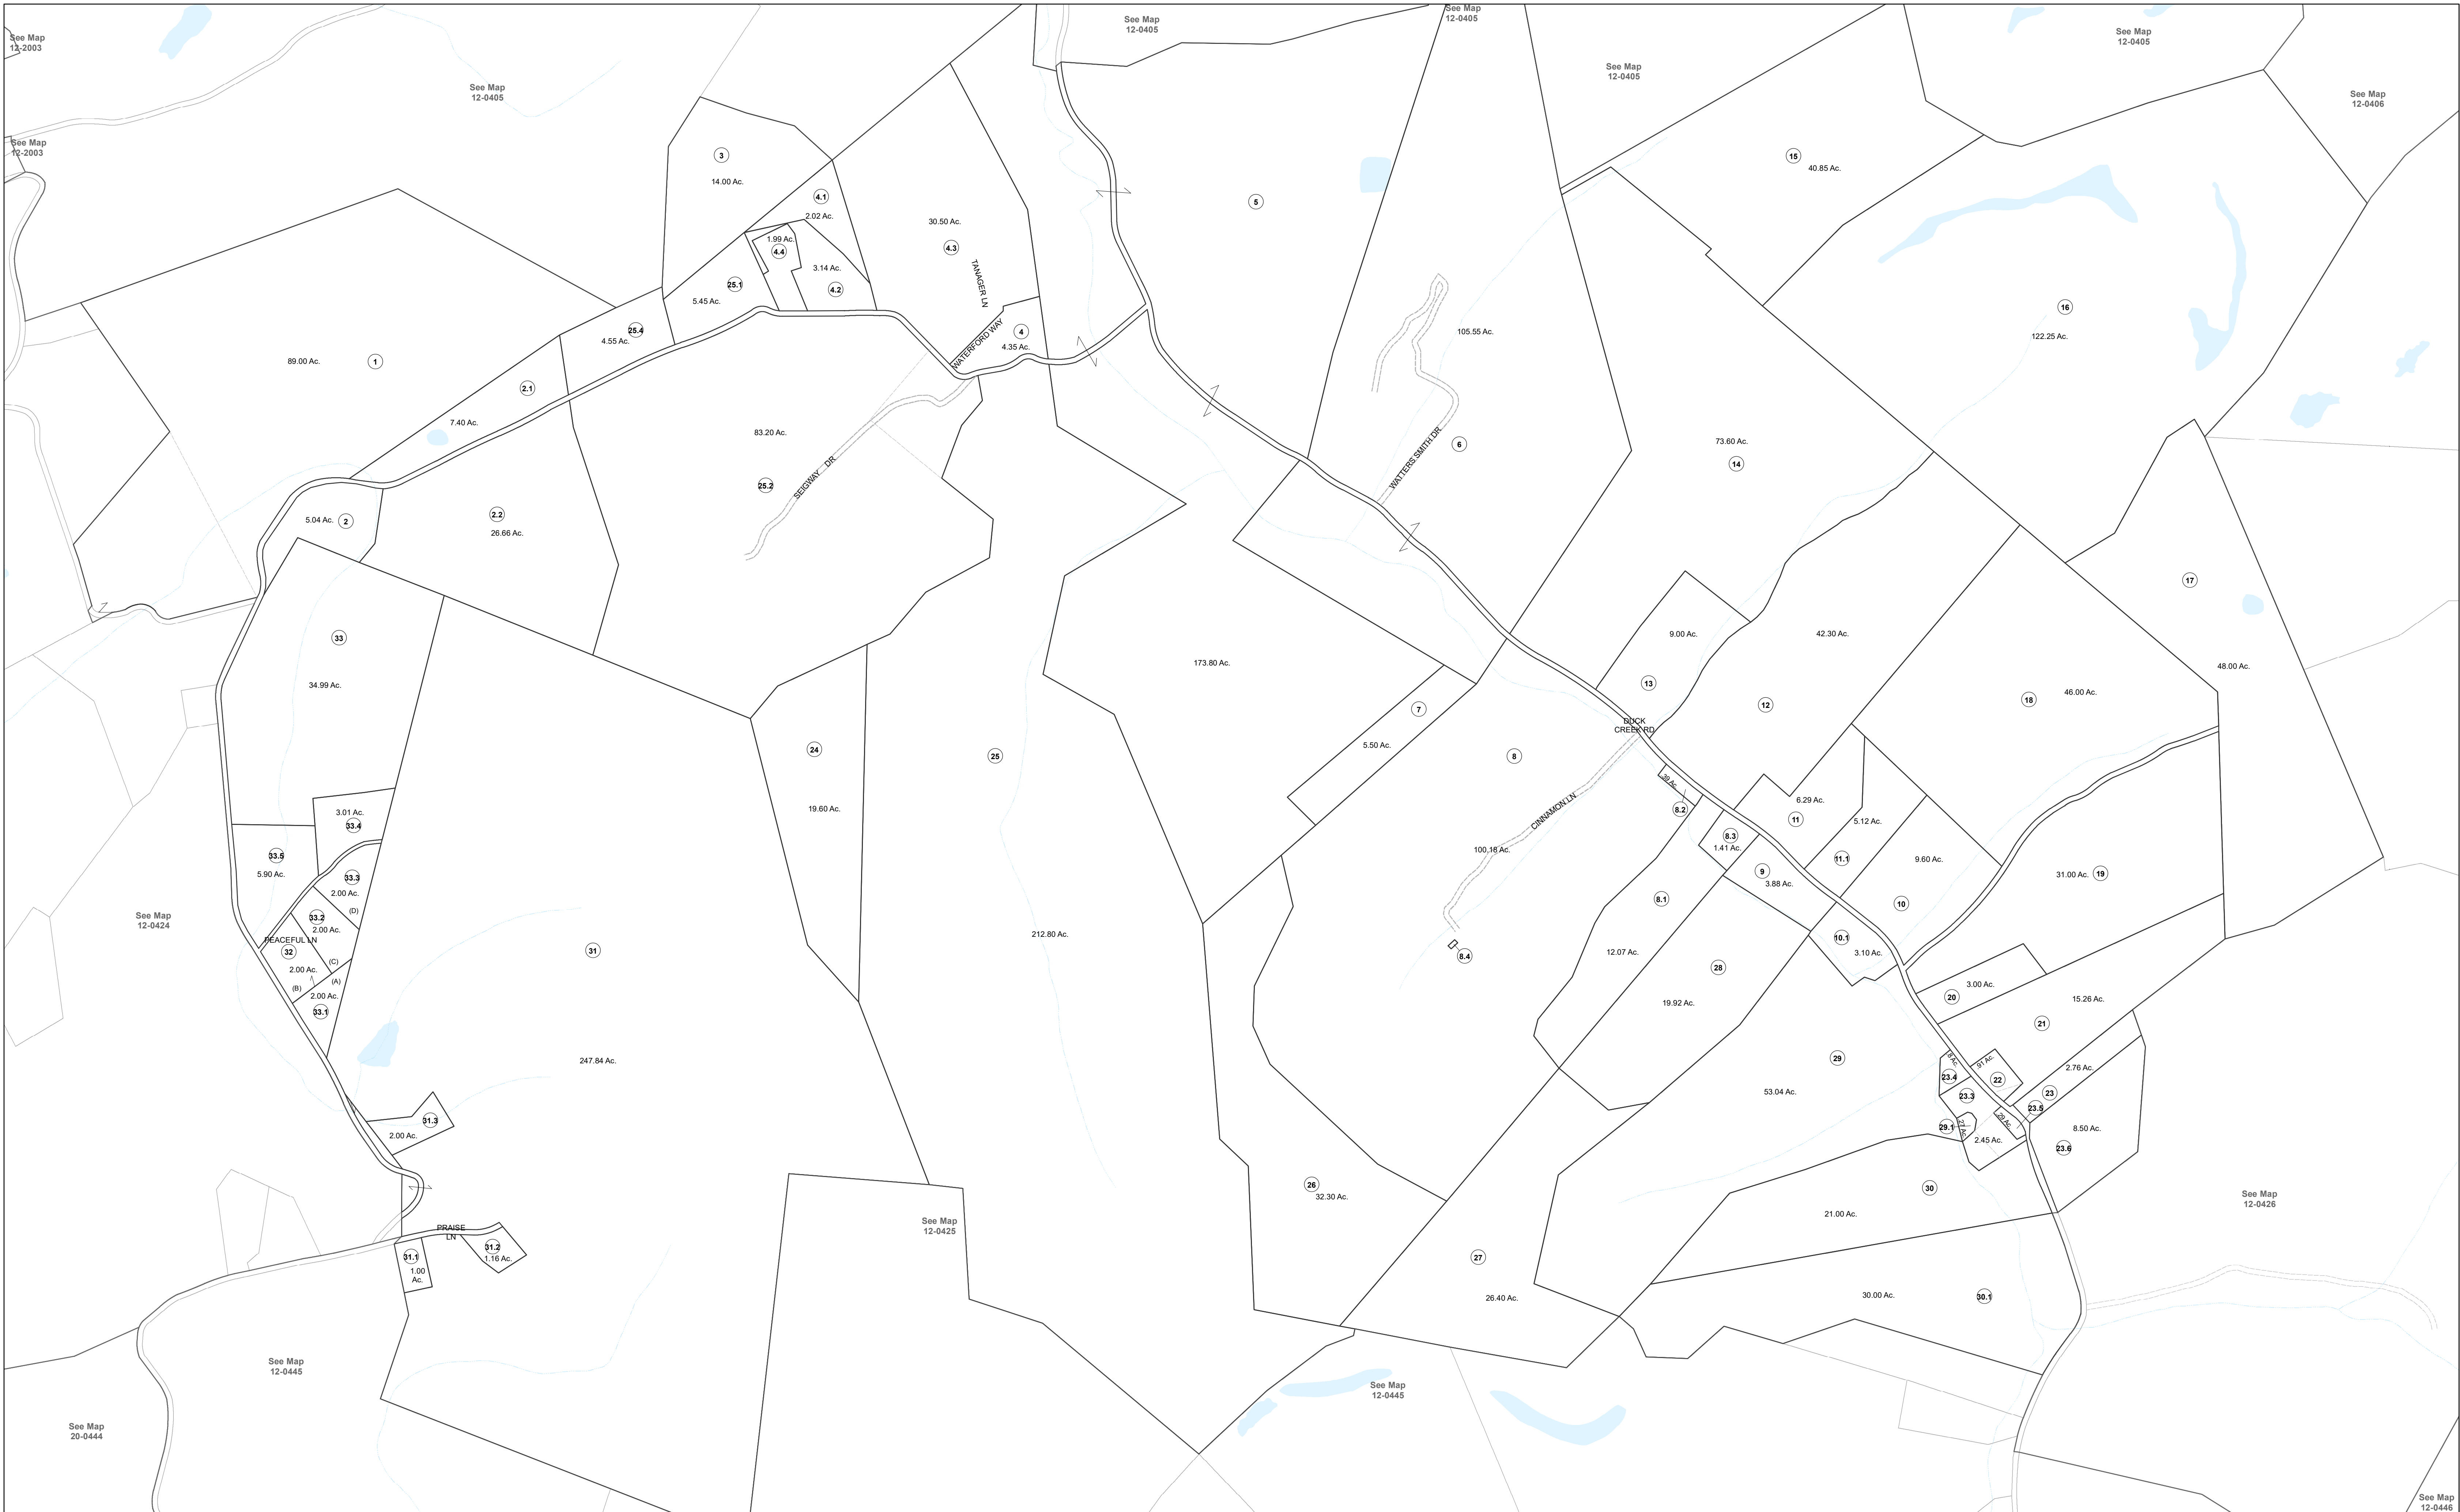 See Map
12-2003
See Map
12-0405
See Map
12-0405
See Map
12-0405
See Map
12-0405
See Map
12-0405
See Map
12-0406
See Map
12-2003
3
14.00 Ac.
4.1
2.02 Ac.
1.99 Ac.
4.4
3.14 Ac.
4.2
30.50 Ac.
4.3
TANAGER LN
5
15
40.85 Ac.
16
122.25 Ac.
25.1
5.45 Ac.
25.4
4.55 Ac.
WATERFORD WAY
4
4.35 Ac.
105.55 Ac.
89.00 Ac.
1
2.1
7.40 Ac.
83.20 Ac.
25.2
SEIGWAY DR
WATTERS SMITH DR
6
73.60 Ac.
14
5.04 Ac.
2
2.2
26.66 Ac.
17
48.00 Ac.
33
34.99 Ac.
173.80 Ac.
9.00 Ac.
13
42.30 Ac.
12
18
46.00 Ac.
7
5.50 Ac.
DUCK
CREEK RD
24
19.60 Ac.
25
212.80 Ac.
8
100.16 Ac.
CINNAMON LN
.39 Ac.
8.2
8.3
1.41 Ac.
6.29 Ac.
11
5.12 Ac.
11.1
9.60 Ac.
10
9
3.88 Ac.
31.00 Ac.
19
3.01 Ac.
33.4
33.5
5.90 Ac.
33.3
2.00 Ac.
(D)
33.2
2.00 Ac.
PEACEFUL LN
32
2.00 Ac.
(C)
(A)
(B)
2.00 Ac.
33.1
See Map
12-0424
31
247.84 Ac.
8.1
12.07 Ac.
8.4
28
19.92 Ac.
10.1
3.10 Ac.
3.00 Ac.
20
15.26 Ac.
21
29
53.04 Ac.
8 Ac.
23.4
.91 Ac.
22
2.76 Ac.
23
23.3
23.5
.29 Ac.
29.1
.27 Ac.
2.45 Ac.
8.50 Ac.
23.6
31.3
2.00 Ac.
26
32.30 Ac.
30
21.00 Ac.
See Map
12-0425
See Map
12-0426
PRAISE
LN
31.1
1.00
Ac.
31.2
1.16 Ac.
27
26.40 Ac.
30.00 Ac.
30.1
See Map
12-0445
See Map
12-0445
See Map
20-0444
See Map
12-0446